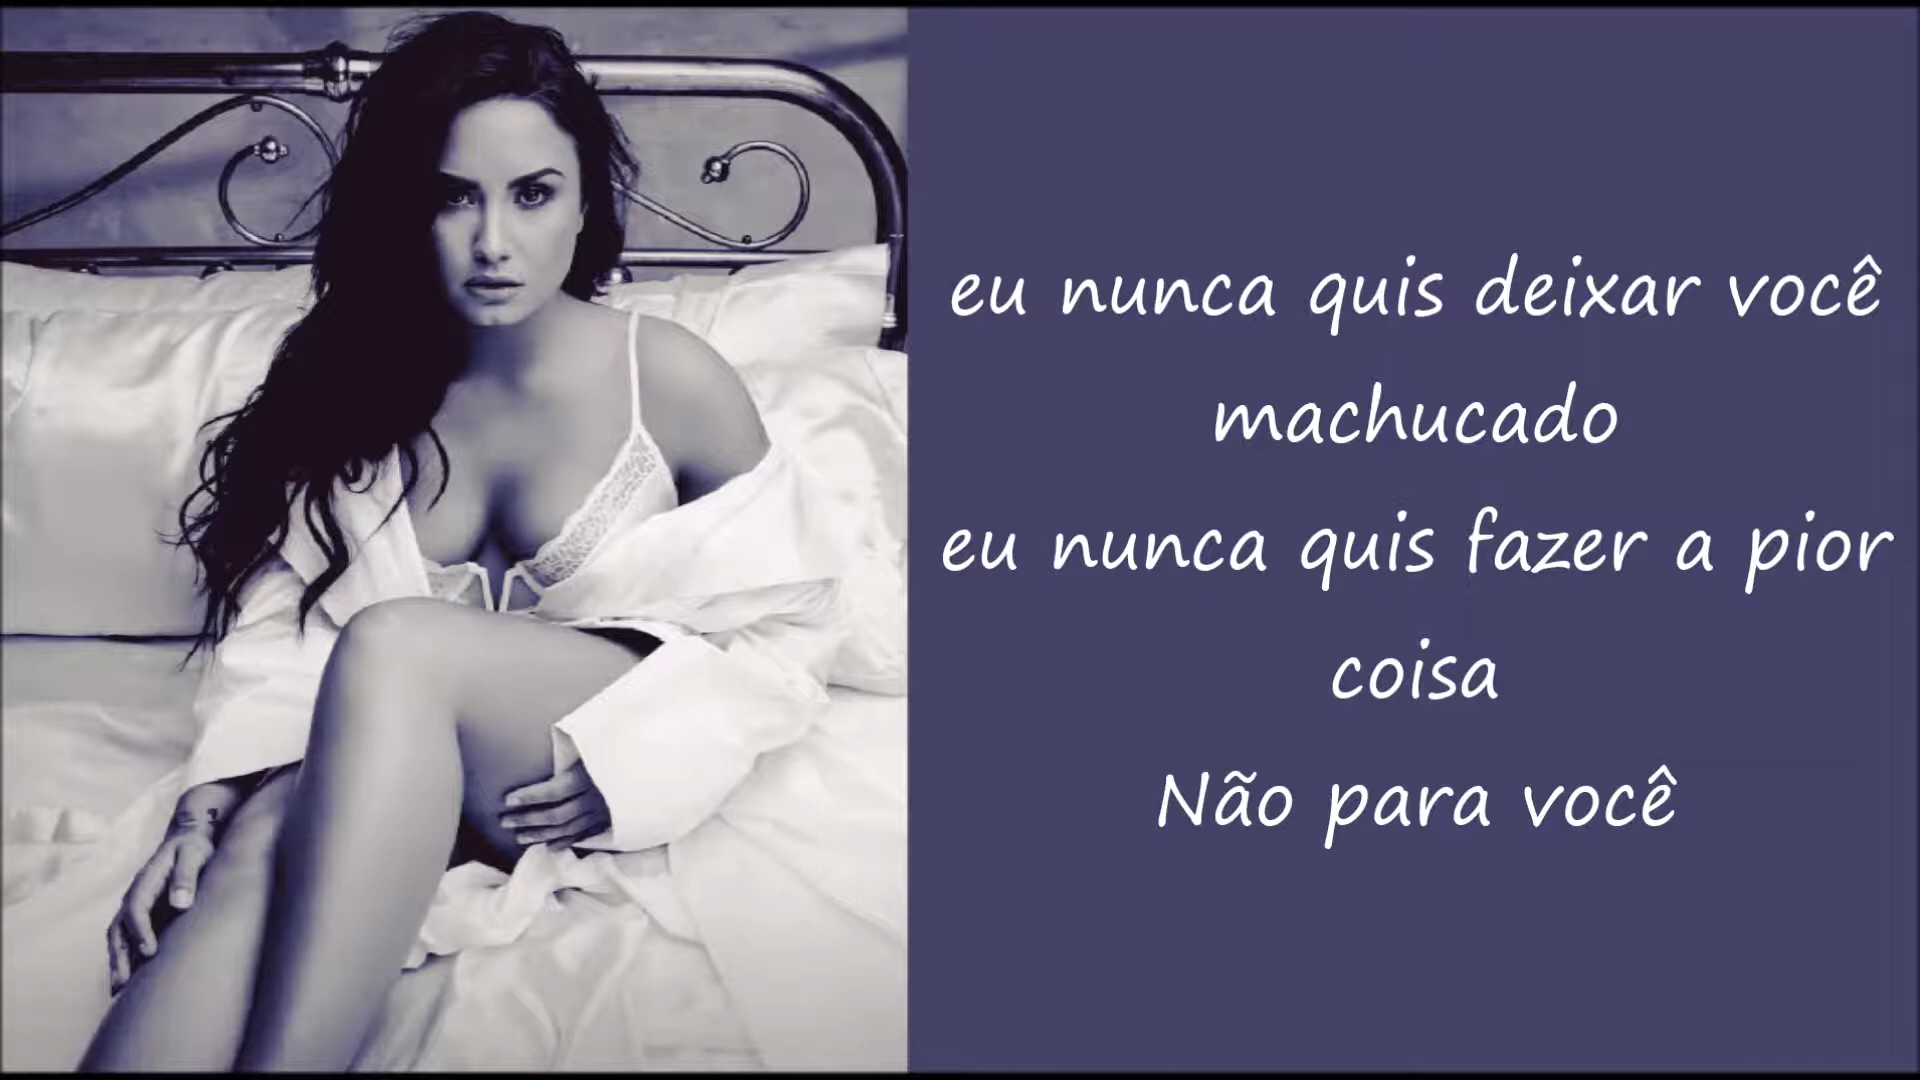 eu nunca quis deixar você
machucado
eu nunca quis fazer a pior
coisa
Não para você